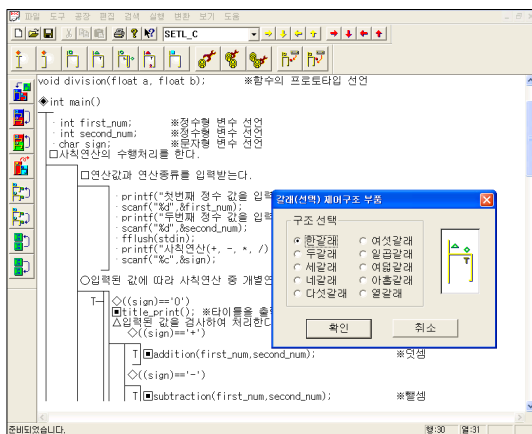 파일 도구 공장 편집 검색 실행 변환 보기 도움
SETL_C
void division(float a, float b); ※함수의 프로토타입 선언
◈int main()
· int first_num; ※정수형 변수 선언
· int second_num; ※정수형 변수 선언
· char sign; ※문자형 변수 선언
□사칙연산의 수행처리를 한다.
□연산값과 연산종류를 입력받는다.
· printf("첫번째 정수 값을 입력
· scanf("%d",&first_num);
· printf("두번째 정수 값을 입력
· scanf("%d",&second_num);
· fflush(stdin);
· printf("사칙연산(+, -, *, /)
· scanf("%c",&sign);
○입력된 값에 따라 사칙연산 중 개별연
T ◇((sign)=='0')
▣title_print(); ※타이틀을 출
△입력된 값을 검사하여 처리한다
◇((sign)=='+')
T ▣addition(first_num,second_num); ※덧셈
◇((sign)=='-')
T ▣subtraction(first_num,second_num); ※뺄셈
갈래(선택) 제어구조 부품
구조 선택
한갈래 여섯갈래
두갈래 일곱갈래
세갈래 여덟갈래
네갈래 아홉갈래
다섯갈래 열갈래
확인 취소
준비되었습니다. 행:30 열:31